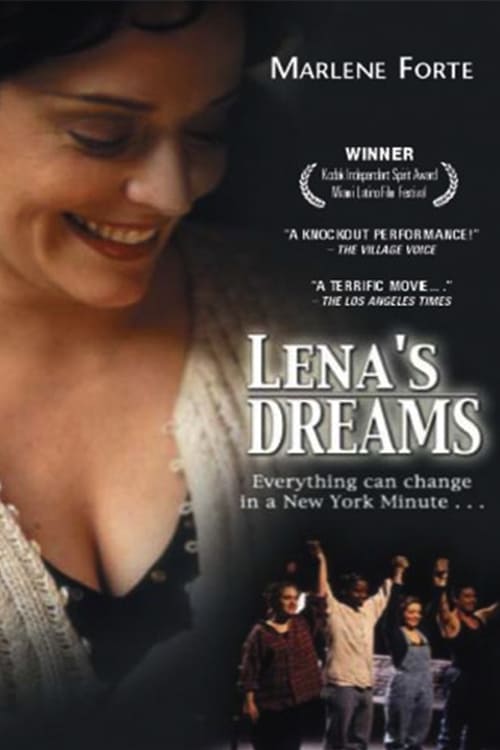 MARLENE FORTE
WINNER
Kodak Independent Spirit Award
Miami Latino Film Festival
"A KNOCKOUT PERFORMANCE!"
– THE VILLAGE VOICE
"A TERRIFIC MOVIE...."
– THE LOS ANGELES TIMES
LENA'S
DREAMS
Everything can change
in a New York Minute . . .